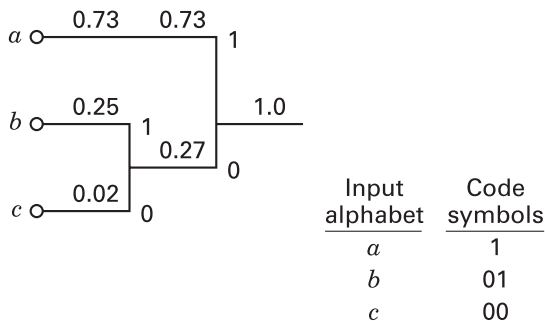 0.73 0.73
a 1
0.25 1.0
b 1
0.27
0
0.02
c 0
Input Code
alphabet symbols
a 1
b 01
c 00